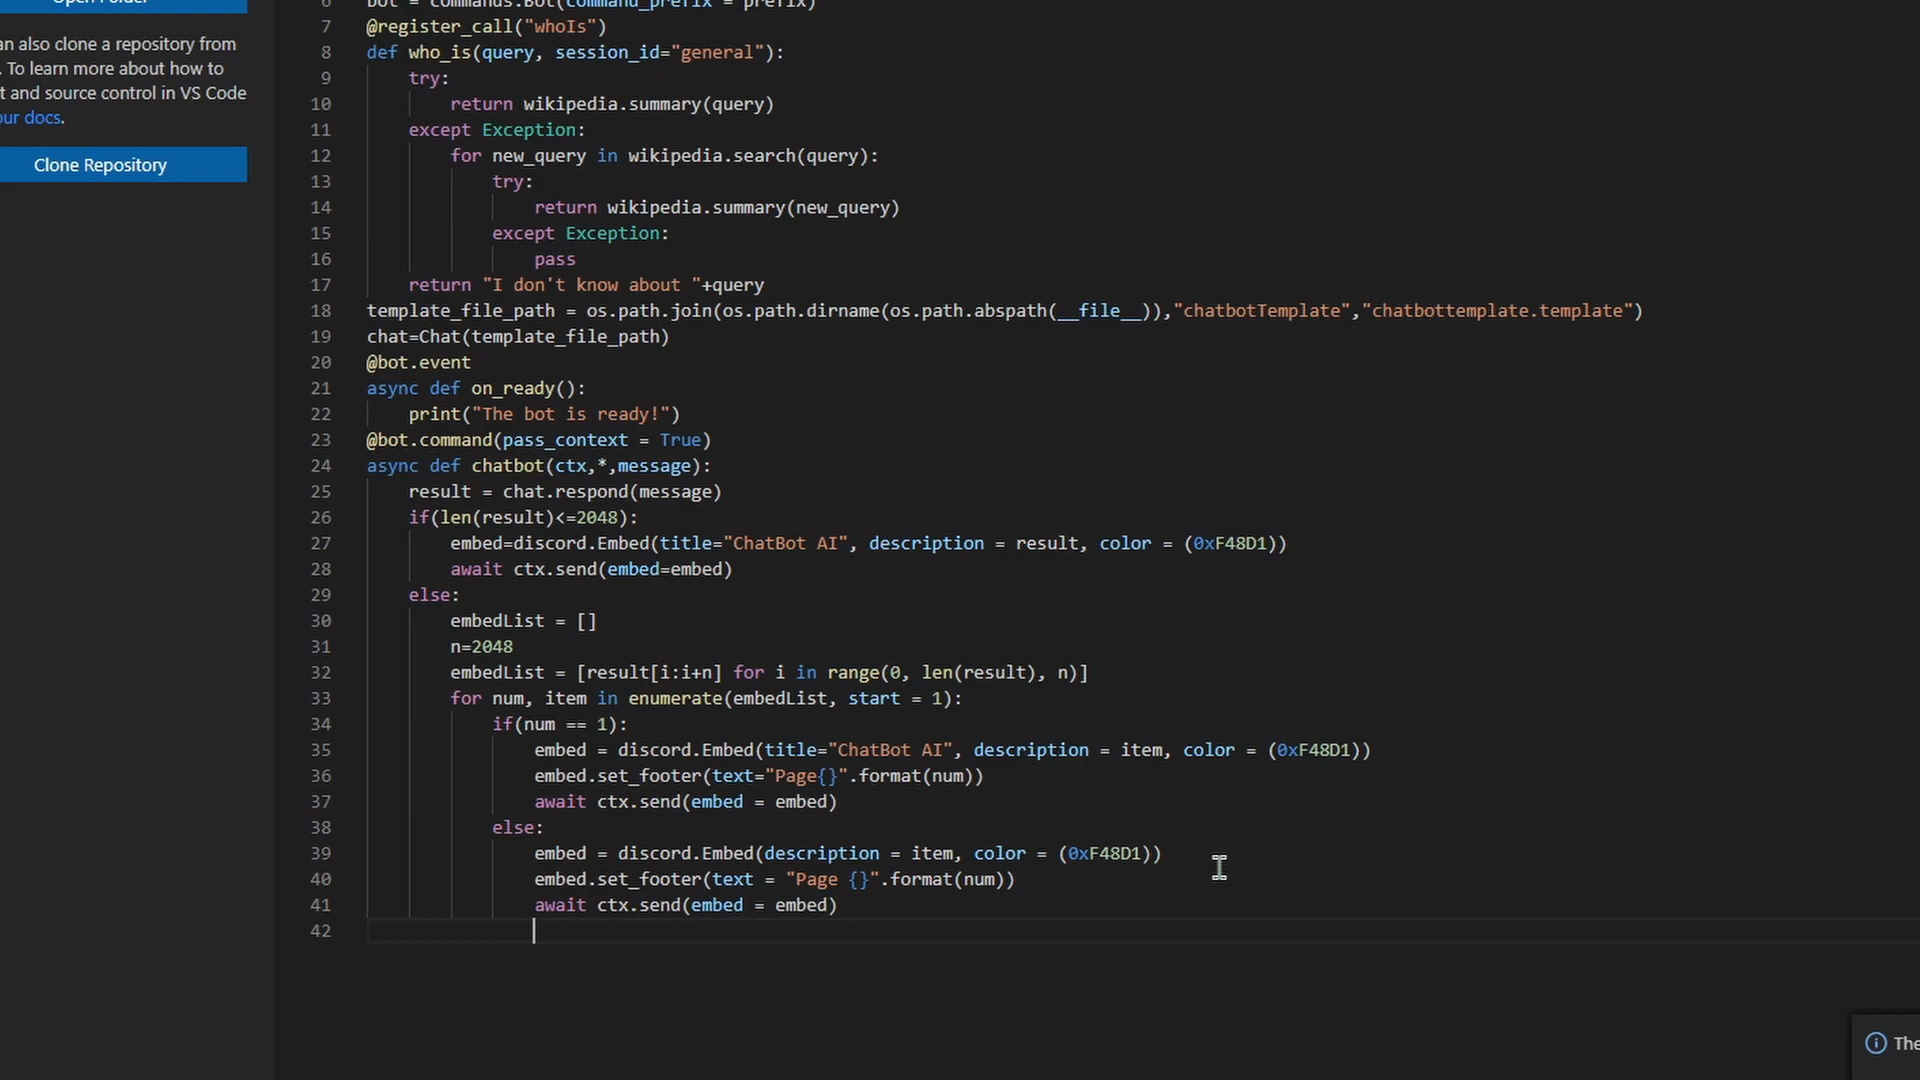 Open Folder
an also clone a repository from
. To learn more about how to
t and source control in VS Code
our docs.
Clone Repository
6 bot = commands.Bot(command_prefix = prefix)
7 @register_call("whoIs")
8 def who_is(query, session_id="general"):
9 try:
10 return wikipedia.summary(query)
11 except Exception:
12 for new_query in wikipedia.search(query):
13 try:
14 return wikipedia.summary(new_query)
15 except Exception:
16 pass
17 return "I don't know about "+query
18 template_file_path = os.path.join(os.path.dirname(os.path.abspath(__file__)),"chatbotTemplate","chatbottemplate.template")
19 chat=Chat(template_file_path)
20 @bot.event
21 async def on_ready():
22 print("The bot is ready!")
23 @bot.command(pass_context = True)
24 async def chatbot(ctx,*,message):
25 result = chat.respond(message)
26 if(len(result)<=2048):
27 embed=discord.Embed(title="ChatBot AI", description = result, color = (0xF48D1))
28 await ctx.send(embed=embed)
29 else:
30 embedList = []
31 n=2048
32 embedList = [result[i:i+n] for i in range(0, len(result), n)]
33 for num, item in enumerate(embedList, start = 1):
34 if(num == 1):
35 embed = discord.Embed(title="ChatBot AI", description = item, color = (0xF48D1))
36 embed.set_footer(text="Page{}".format(num))
37 await ctx.send(embed = embed)
38 else:
39 embed = discord.Embed(description = item, color = (0xF48D1))
40 embed.set_footer(text = "Page {}".format(num))
41 await ctx.send(embed = embed)
42
The